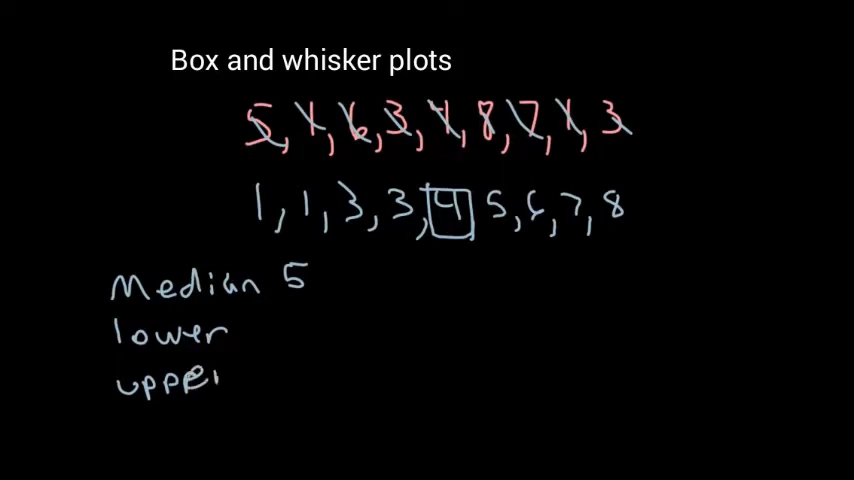 Box and whisker plots
5, 1, 6, 3, 4, 8, 7, 1, 3
1, 1, 3, 3, 4 5, 6, 7, 8
Median 5
lower
upper